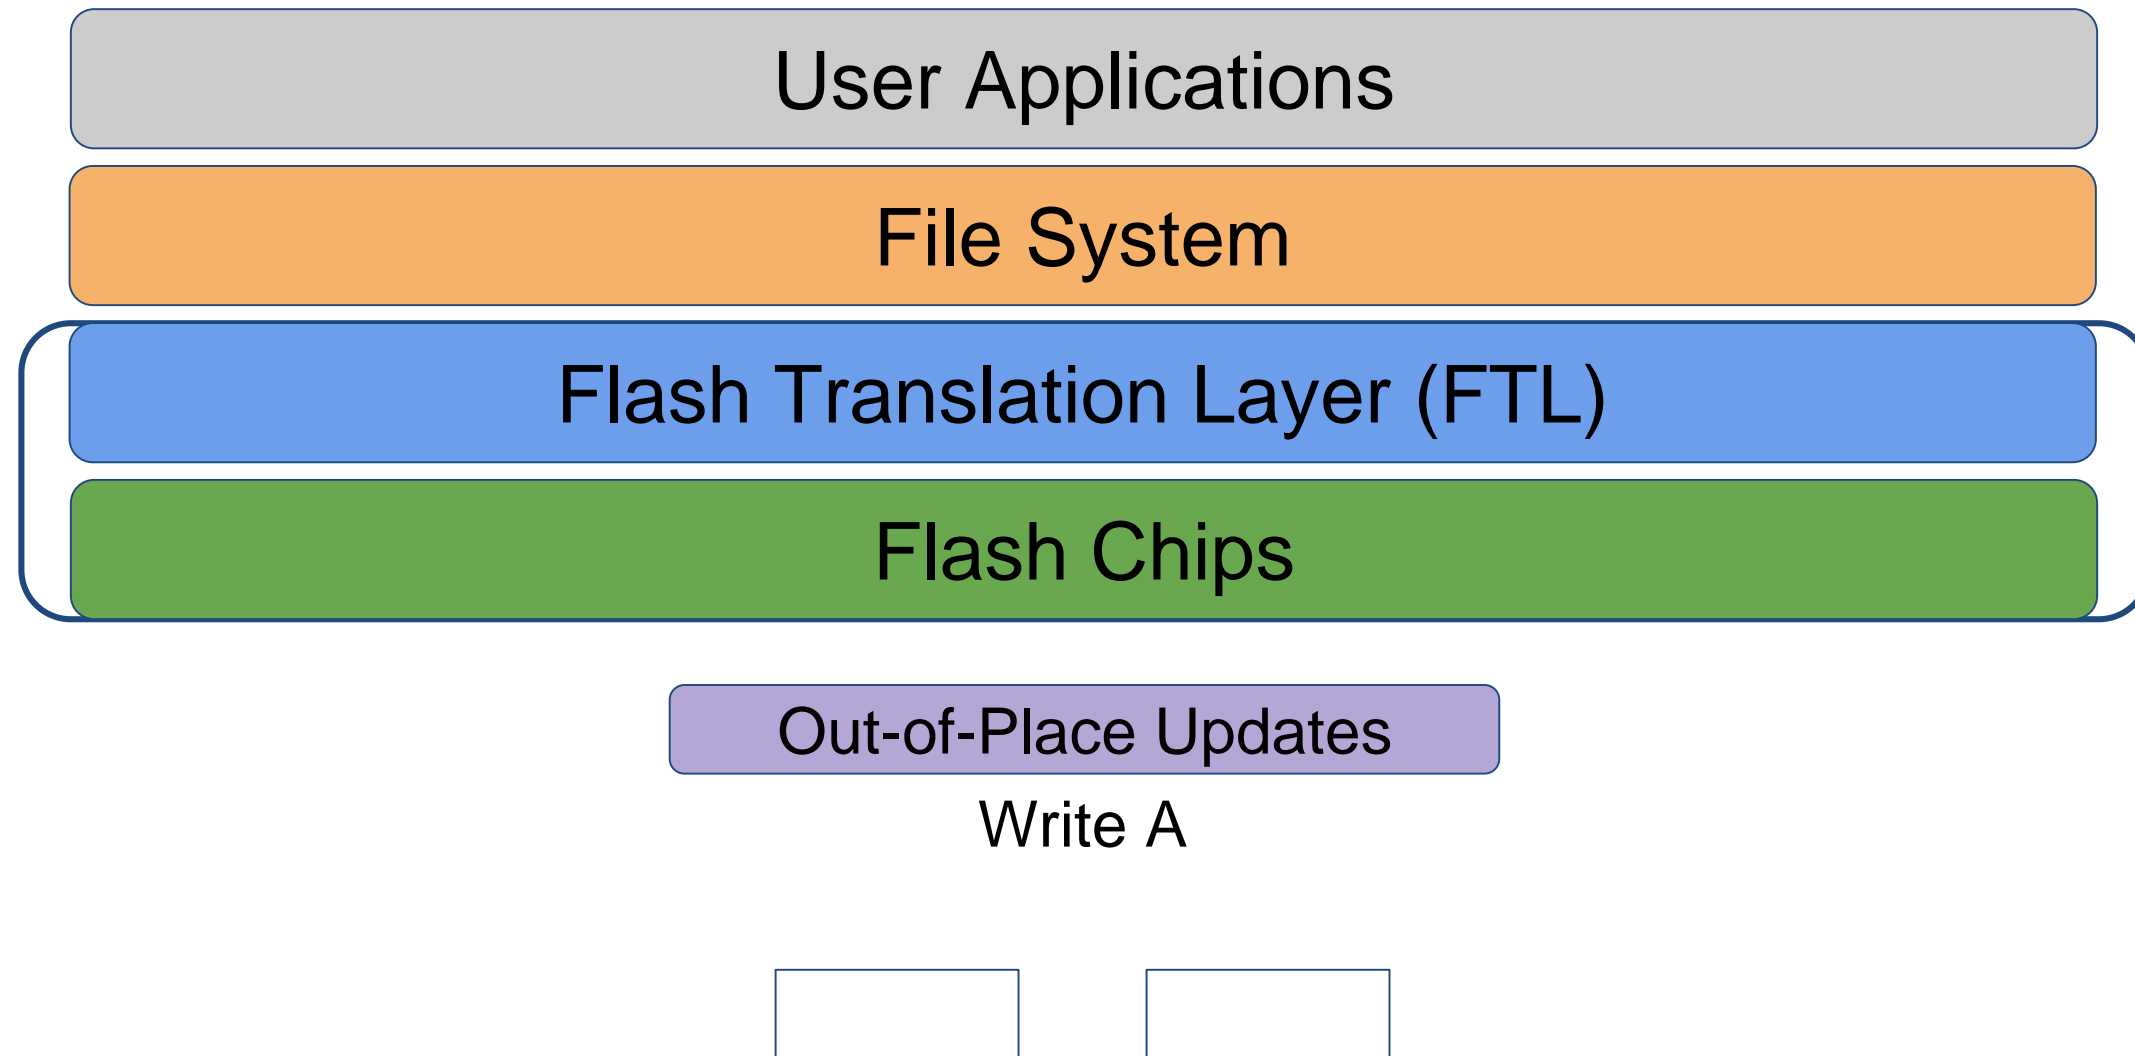 User Applications
File System
Flash Translation Layer (FTL)
Flash Chips
Out-of-Place Updates
Write A